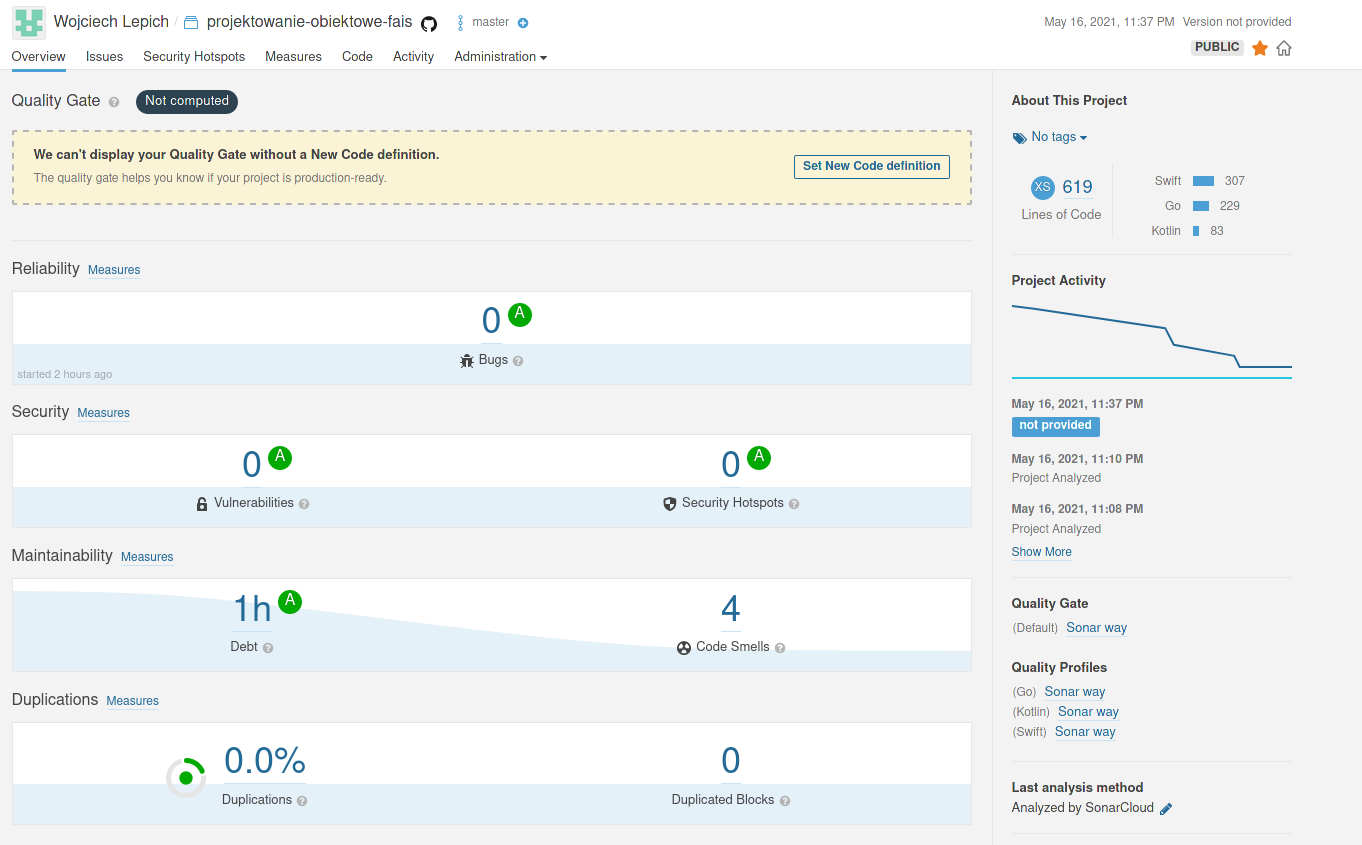 Wojciech Lepich / projektowanie-obiektowe-fais master
May 16, 2021, 11:37 PM Version not provided
PUBLIC
Overview Issues Security Hotspots Measures Code Activity Administration
Quality Gate ? Not computed
We can't display your Quality Gate without a New Code definition.
The quality gate helps you know if your project is production-ready.
Set New Code definition
Reliability Measures
0 A
Bugs ?
started 2 hours ago
Security Measures
0 A 0 A
Vulnerabilities ? Security Hotspots ?
Maintainability Measures
1h A 4
Debt ? Code Smells ?
Duplications Measures
0.0% 0
Duplications ? Duplicated Blocks ?
About This Project
No tags
XS 619
Lines of Code
Swift 307
Go 229
Kotlin 83
Project Activity
May 16, 2021, 11:37 PM
not provided
May 16, 2021, 11:10 PM
Project Analyzed
May 16, 2021, 11:08 PM
Project Analyzed
Show More
Quality Gate
(Default) Sonar way
Quality Profiles
(Go) Sonar way
(Kotlin) Sonar way
(Swift) Sonar way
Last analysis method
Analyzed by SonarCloud